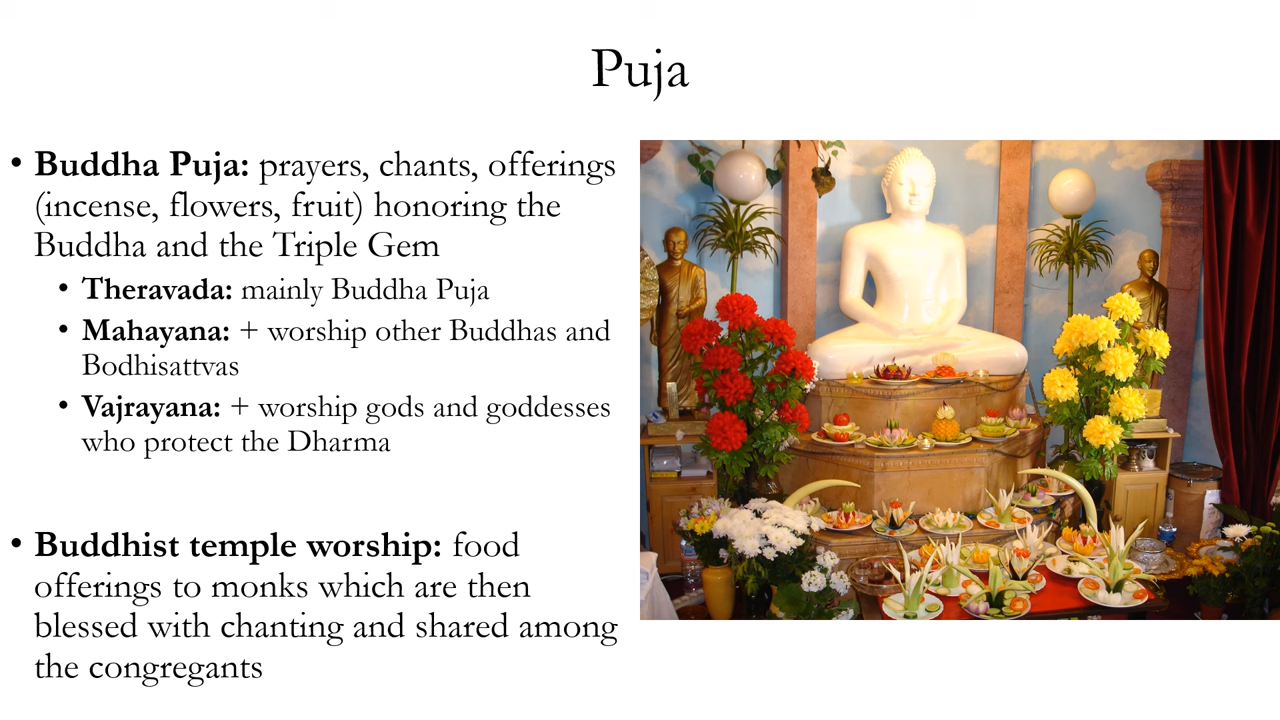 Puja
• Buddha Puja: prayers, chants, offerings
(incense, flowers, fruit) honoring the
Buddha and the Triple Gem
• Theravada: mainly Buddha Puja
• Mahayana: + worship other Buddhas and
Bodhisattvas
• Vajrayana: + worship gods and goddesses
who protect the Dharma
• Buddhist temple worship: food
offerings to monks which are then
blessed with chanting and shared among
the congregants